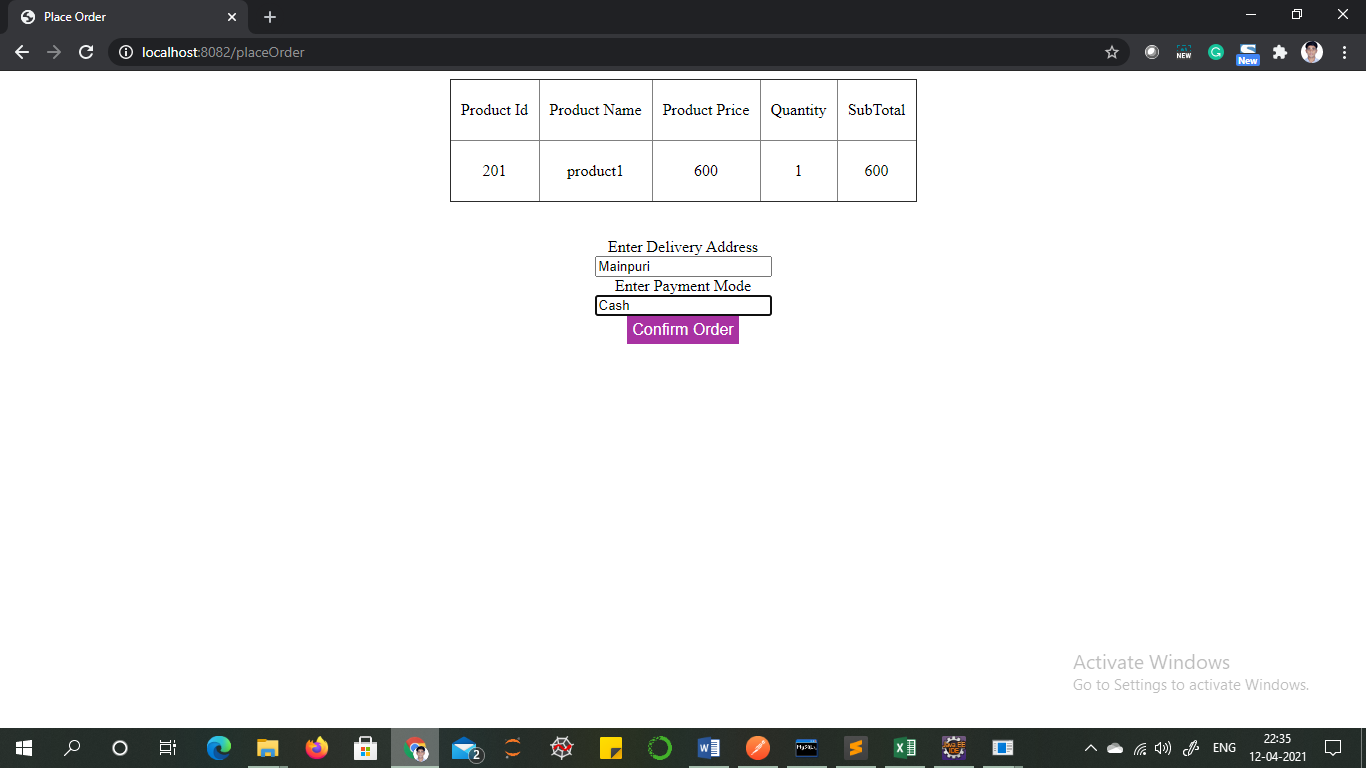 Place Order
localhost:8082/placeOrder
NEW
New
Product Id Product Name Product Price Quantity SubTotal
201 product1 600 1 600
Enter Delivery Address
Mainpuri
Enter Payment Mode
Cash
Confirm Order
Activate Windows
Go to Settings to activate Windows.
2
ENG
22:35
12-04-2021